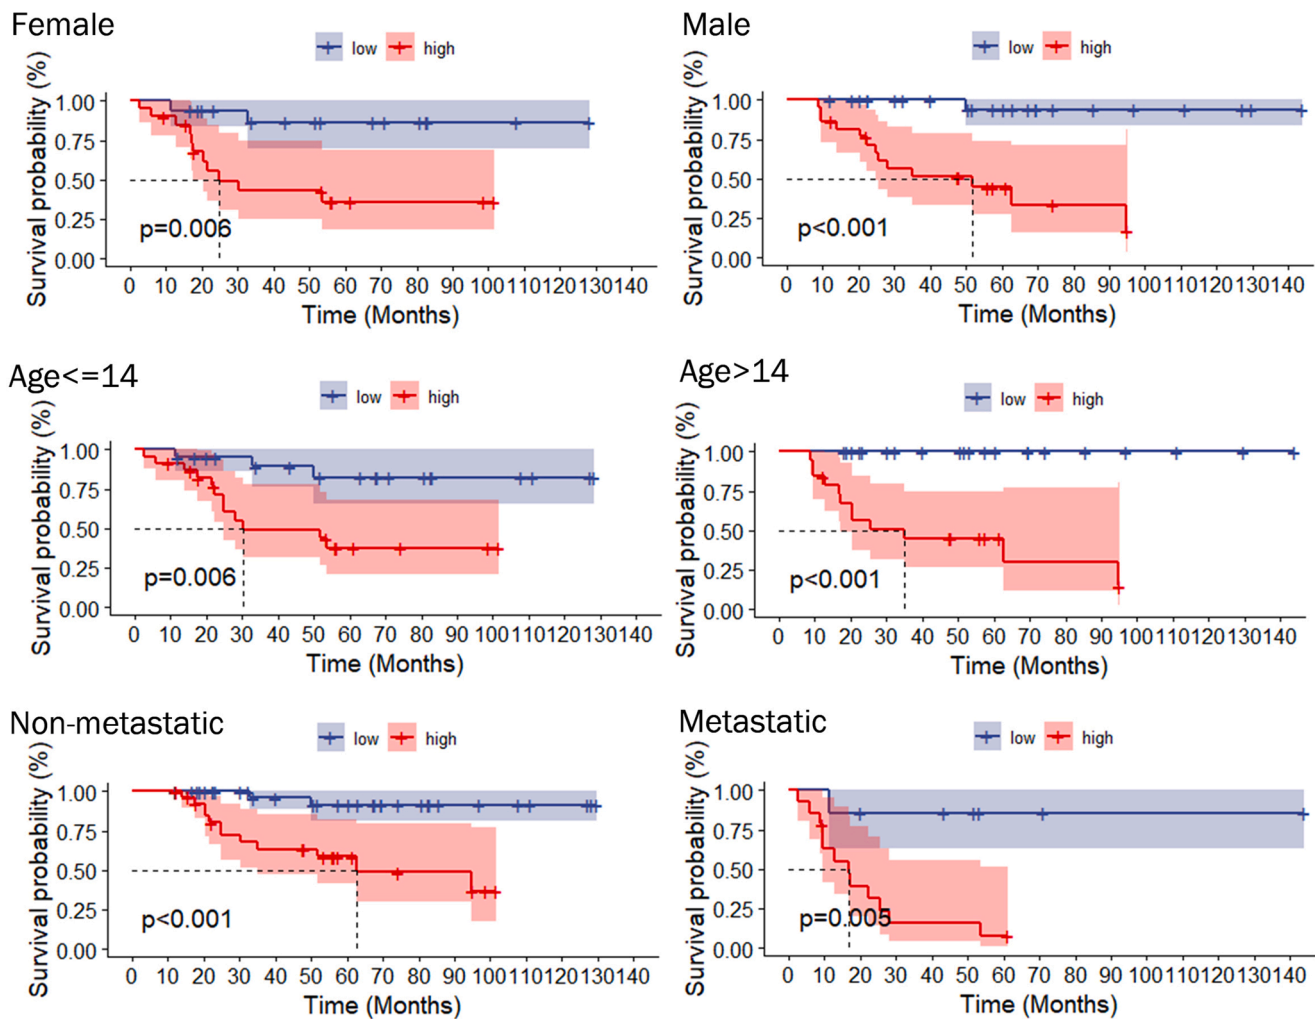 Female
low high
Survival probability (%)
1.00
0.75
0.50
0.25
0.00
p=0.006
0 10 20 30 40 50 60 70 80 90 100 110 120 130 140
Time (Months)
Male
low high
Survival probability (%)
1.00
0.75
0.50
0.25
0.00
p<0.001
0 10 20 30 40 50 60 70 80 90 100 110 120 130 140
Time (Months)
Age<=14
low high
Survival probability (%)
1.00
0.75
0.50
0.25
0.00
p=0.006
0 10 20 30 40 50 60 70 80 90 100 110 120 130 140
Time (Months)
Age>14
low high
Survival probability (%)
1.00
0.75
0.50
0.25
0.00
p<0.001
0 10 20 30 40 50 60 70 80 90 100 110 120 130 140
Time (Months)
Non-metastatic
low high
Survival probability (%)
1.00
0.75
0.50
0.25
0.00
p<0.001
0 10 20 30 40 50 60 70 80 90 100 110 120 130 140
Time (Months)
Metastatic
low high
Survival probability (%)
1.00
0.75
0.50
0.25
0.00
p=0.005
0 10 20 30 40 50 60 70 80 90 100 110 120 130 140
Time (Months)